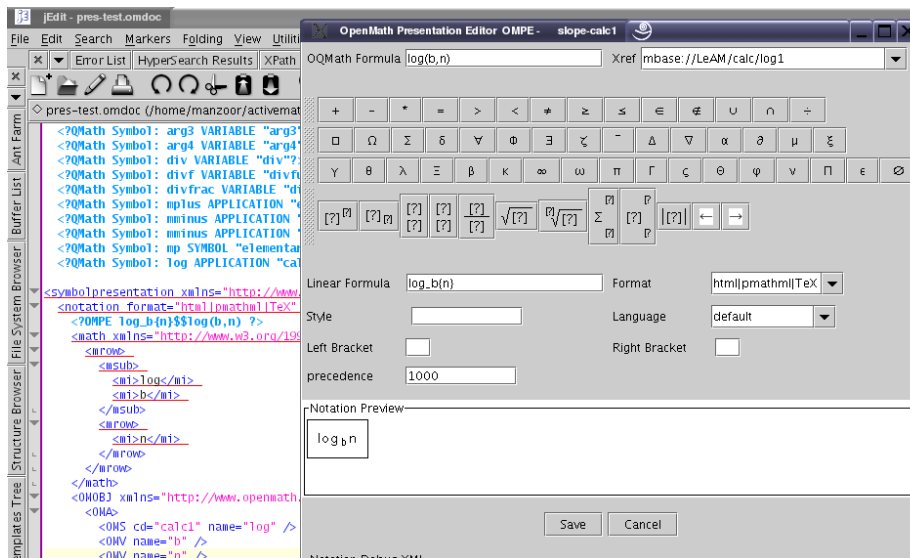 jEdit - pres-test.omdoc
File Edit Search Markers Folding View Utiliti
Error List HyperSearch Results XPath
pres-test.omdoc (/home/manzoor/activemat
Ant Farm
Buffer List
File System Browser
Structure Browser
emplates Tree
<?QMath Symbol: arg3 VARIABLE "arg3"
<?QMath Symbol: arg4 VARIABLE "arg4"
<?QMath Symbol: div VARIABLE "div"?
<?QMath Symbol: divf VARIABLE "divfu
<?QMath Symbol: divfrac VARIABLE "di
<?QMath Symbol: mplus APPLICATION "e
<?QMath Symbol: mminus APPLICATION "
<?QMath Symbol: mminus APPLICATION "
<?QMath Symbol: mp SYMBOL "elementar
<?QMath Symbol: log APPLICATION "cal
<symbolpresentation xmlns="http://www.
<notation format="html|pmathml|TeX"
<?OMPE log_b{n}$$log(b,n) ?>
<math xmlns="http://www.w3.org/199
<mrow>
<msub>
<mi>log</mi>
<mi>b</mi>
</msub>
<mrow>
<mi>n</mi>
</mrow>
</mrow>
</math>
<OMOBJ xmlns="http://www.openmath.
<OMA>
<OMS cd="calc1" name="log" />
<OMV name="b" />
<OMV name="n" />
OpenMath Presentation Editor OMPE - slope-calc1
OQMath Formula log(b,n) Xref mbase://LeAM/calc/log1
+ - * = > < ≠ ≥ ≤ ∈ ∉ ∪ ∩ ÷
□ Ω Σ δ ∀ Φ ∃ ζ ¯ Δ ∇ α ∂ μ ξ
γ θ λ Ξ β κ ∞ ω π Γ ς Θ φ ν Π ϵ Ø
[?] [?] [?] [?] [?] [?] [?] [?] [?] [?] √[?] [?]√[?] Σ [?] [?] [?] |[?]| ← →
Linear Formula log_b{n} Format html|pmathml|TeX
Style Language default
Left Bracket Right Bracket
precedence 1000
Notation Preview
log b n
Save Cancel
Notation Debug XML